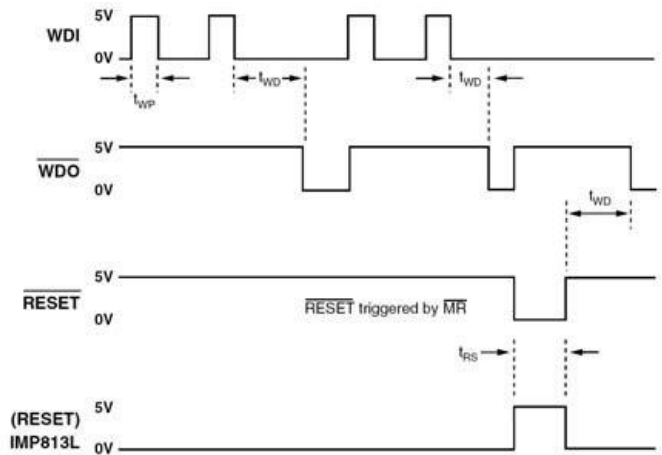 WDI
5V
0V
tWP
tWD
tWD
WDO
5V
0V
tWD
RESET
5V
0V
RESET triggered by MR
tRS
(RESET)
IMP813L
5V
0V